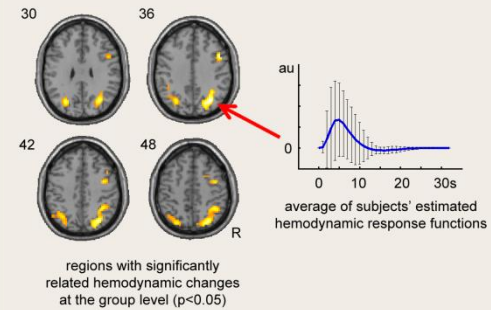 30
36
42
48
R
regions with significantly
related hemodynamic changes
at the group level (p<0.05)
au
0
0
10
20
30s
average of subjects' estimated
hemodynamic response functions